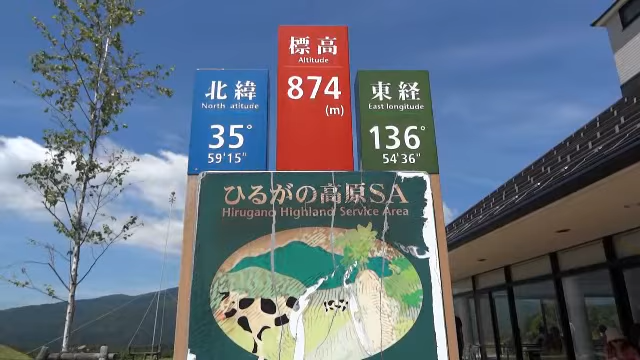 標高
Altitude
874
(m)
北緯
North atitude
35°
59'15"
東経
East longitude
136°
54'36"
ひるがの高原SA
Hirugano Highland Service Area